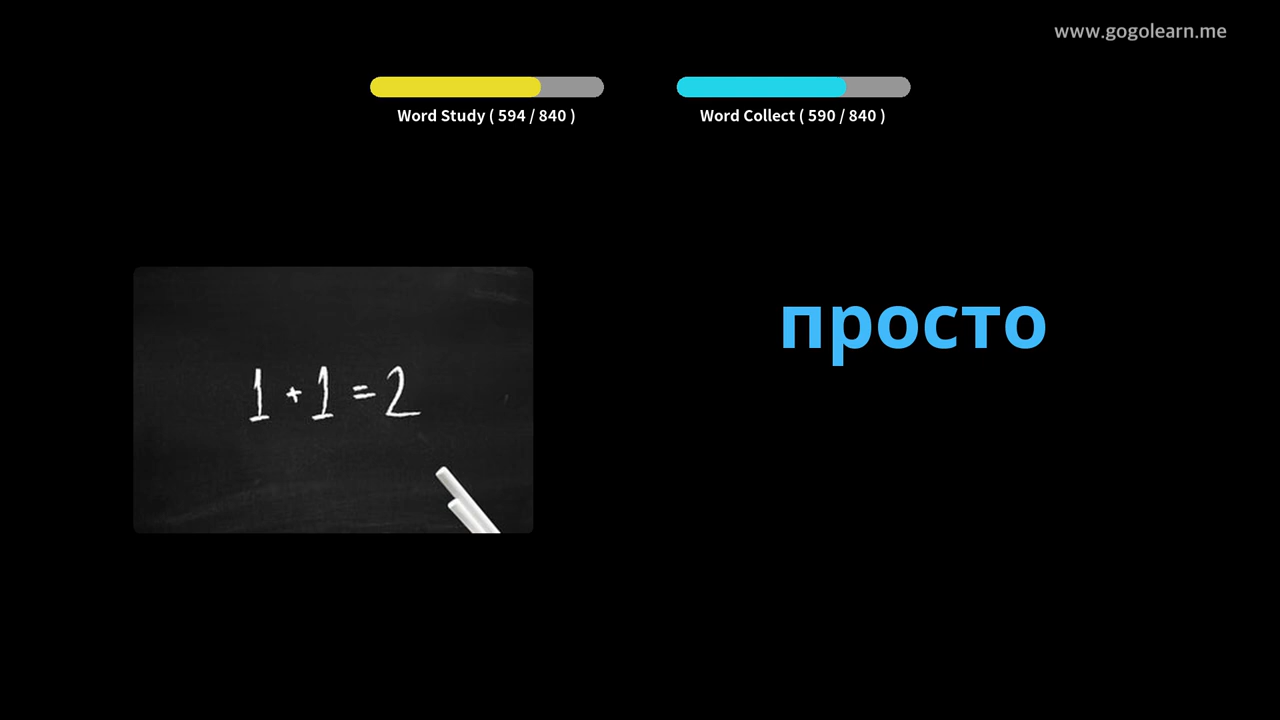 www.gogolearn.me
Word Study ( 594 / 840 )
Word Collect ( 590 / 840 )
просто
1 + 1 = 2